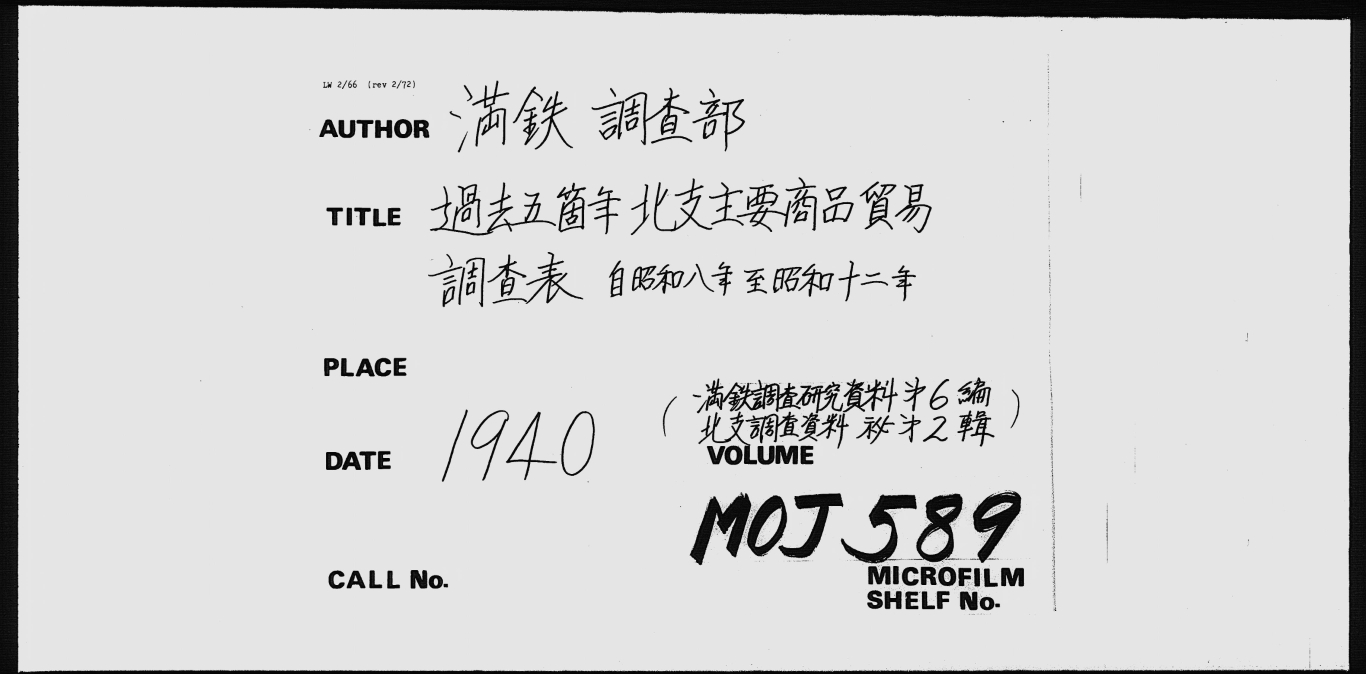 LW 2/66 (rev 2/72)
AUTHOR 満鉄 調査部
TITLE 過去五箇年北支主要商品貿易
調査表 自昭和八年至昭和十二年
PLACE
(満鉄調査研究資料㐧6編
北支調査資料 祕㐧2輯)
DATE 1940
VOLUME
MOJ 589
CALL No.
MICROFILM
SHELF No.